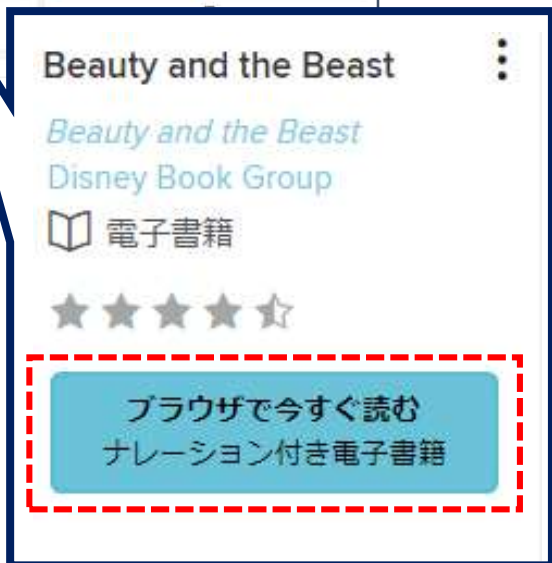 Beauty and the Beast
Beauty and the Beast
Disney Book Group
電子書籍
ブラウザで今すぐ読む
ナレーション付き電子書籍